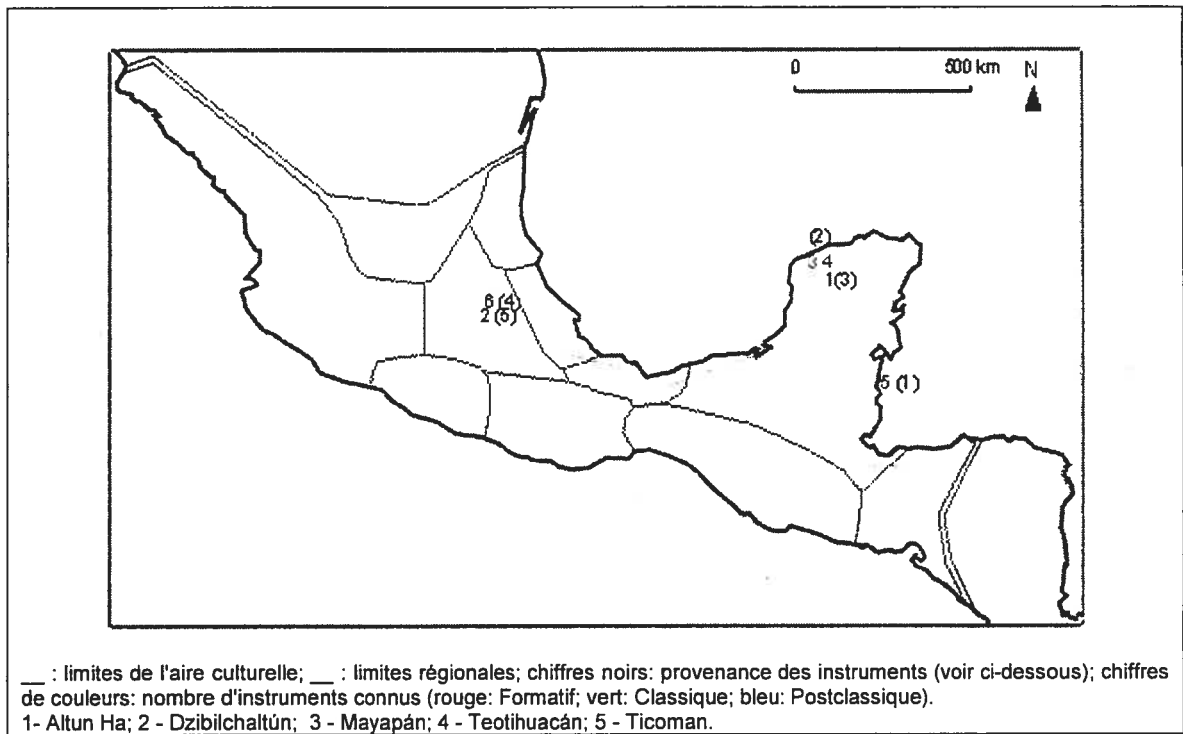 0 500 km N
(2)
3 4
1(3)
6 (4)
2 (5)
5 (1)
__ : limites de l'aire culturelle; __ : limites régionales; chiffres noirs: provenance des instruments (voir ci-dessous); chiffres
de couleurs: nombre d'instruments connus (rouge: Formatif; vert: Classique; bleu: Postclassique).
1- Altun Ha; 2 - Dzibilchaltún; 3 - Mayapán; 4 - Teotihuacán; 5 - Ticoman.